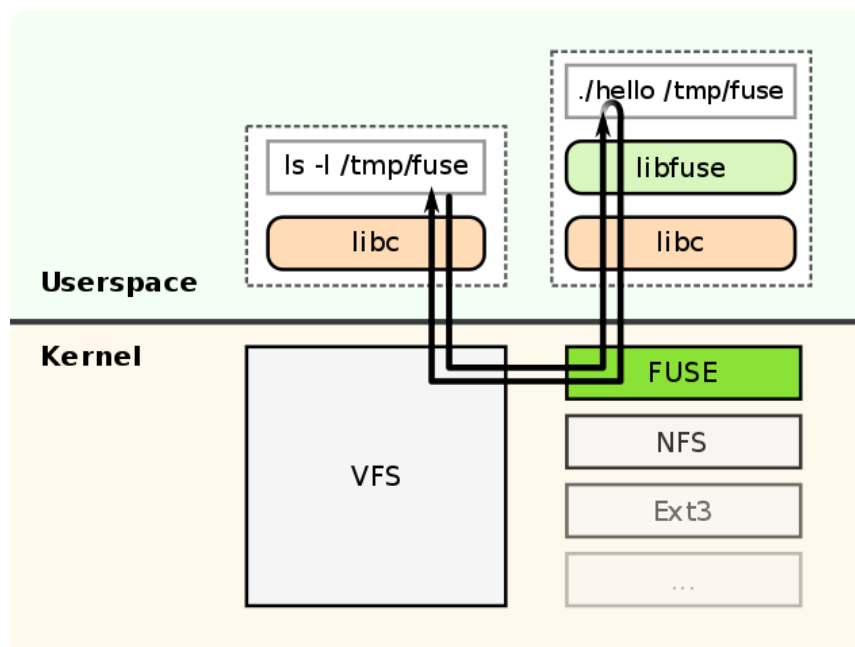 ./hello /tmp/fuse
ls -l /tmp/fuse
libfuse
libc
libc
Userspace
Kernel
FUSE
NFS
VFS
Ext3
...